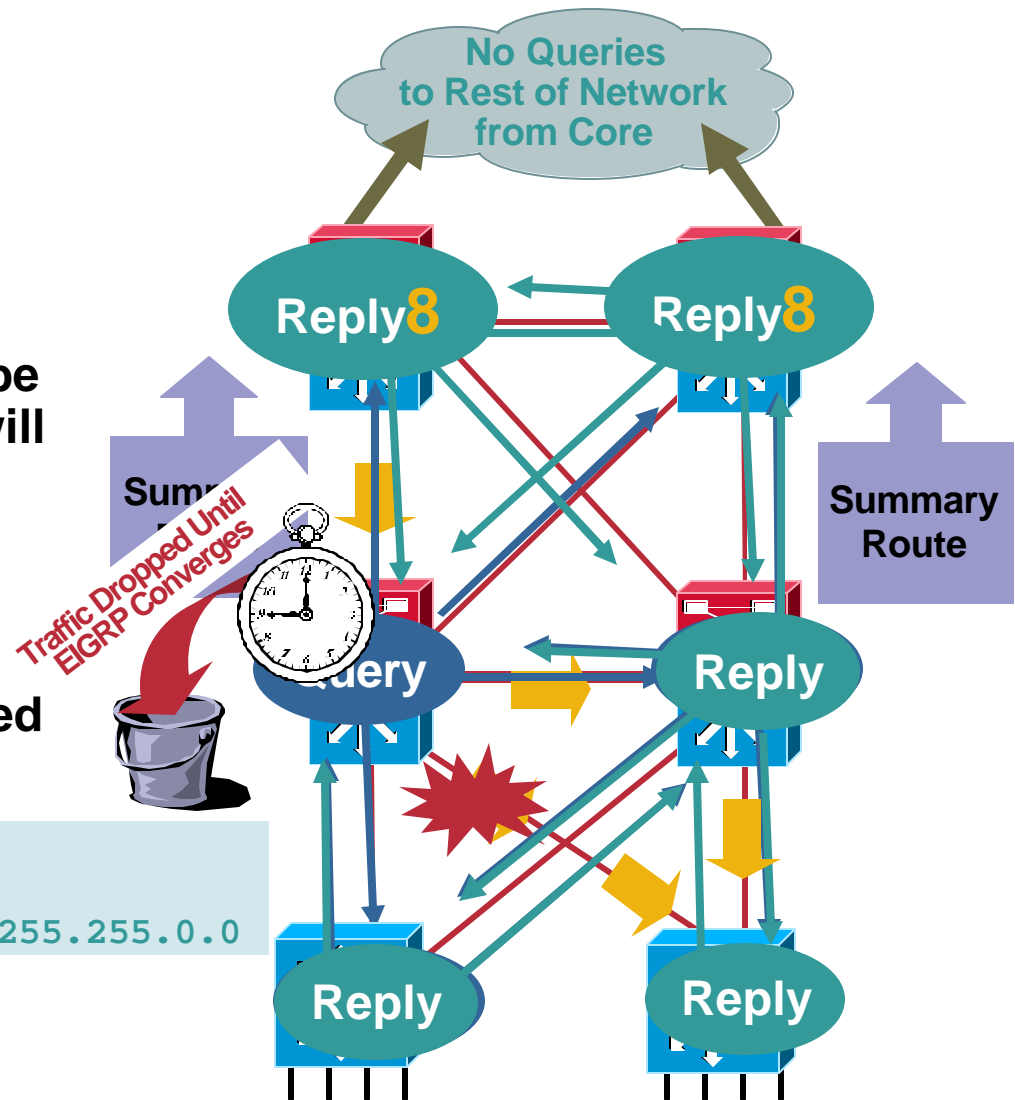 No Queries
to Rest of Network
from Core
Reply8
Reply8
Summary
Route
Traffic Dropped Until
EIGRP Converges
Query
Reply
Reply
Reply
255.255.0.0